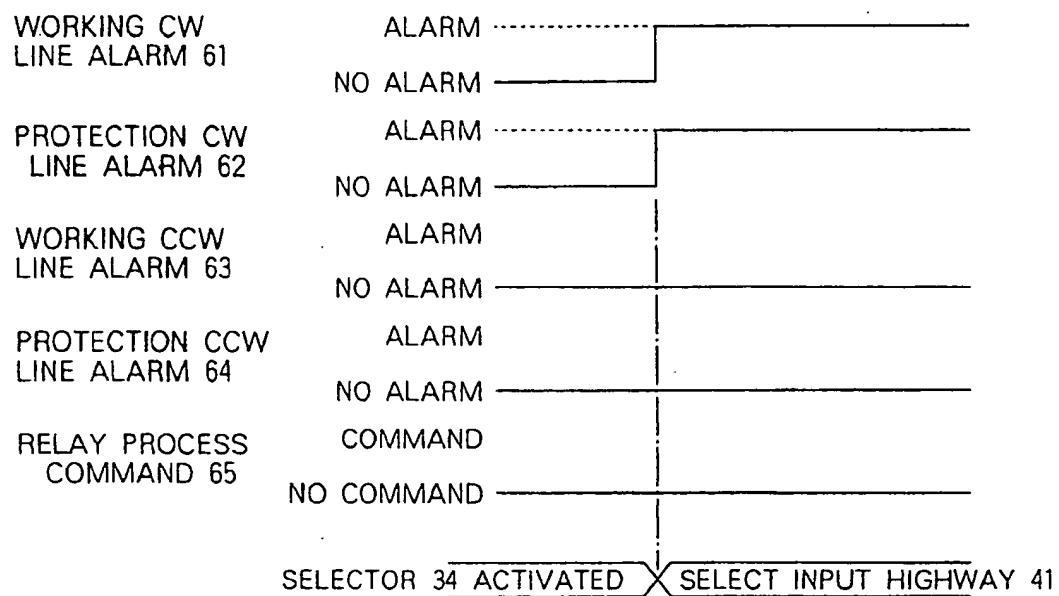 WORKING CW
LINE ALARM 61
ALARM
NO ALARM
PROTECTION CW
LINE ALARM 62
ALARM
NO ALARM
WORKING CCW
LINE ALARM 63
ALARM
NO ALARM
PROTECTION CCW
LINE ALARM 64
ALARM
NO ALARM
RELAY PROCESS
COMMAND 65
COMMAND
NO COMMAND
SELECTOR 34 ACTIVATED SELECT INPUT HIGHWAY 41